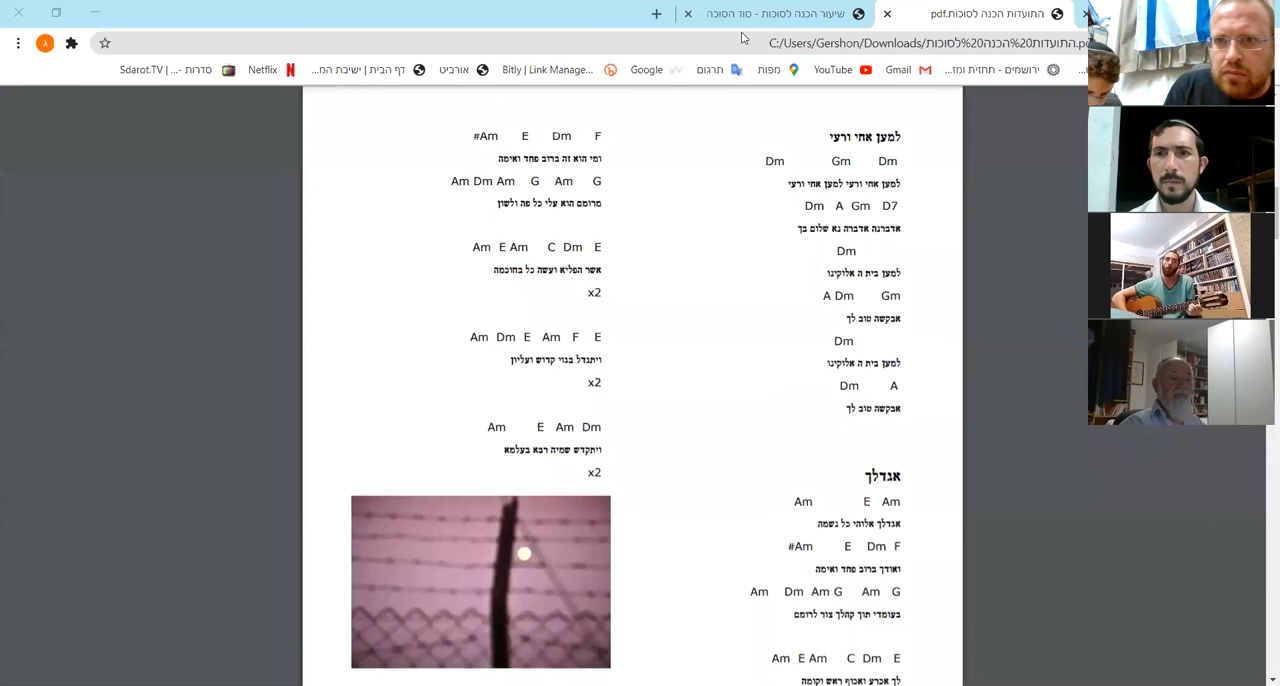 שיעור הכנה לסוכות - סוד הסוכה
התועדות הכנה לסוכות.pdf
C:/Users/Gershon/Downloads/התועדות%20הכנה%20לסוכות.pd
Sdarot.TV
סדרות -...
Netflix
דף הבית | ישיבת המ...
אורביט
Bitly | Link Manage...
Google
תרגום
מפות
YouTube
Gmail
ירושמים - תחזית ומז...
למען אחי ורעי
Dm Gm Dm
למען אחי ורעי למען אחי ורעי
Dm A Gm D7
אדברנה אדברה נא שלום בך
Dm
למען בית ה אלוקינו
A Dm Gm
אבקשה טוב לך
Dm
למען בית ה אלוקינו
Dm A
אבקשה טוב לך
אגדלך
Am E Am
אגדלך אלוהי כל נשמה
#Am E Dm F
ואודך ברוב פחד ואימה
Am Dm Am G Am G
בעומדי תוך קהלך צור לרומם
Am E Am C Dm E
לך אכרע ואכוף ראש וקומה
#Am E Dm F
ומי הוא זה ברוב פחד ואימה
Am Dm Am G Am G
מרומם הוא עלי כל פה ולשון
Am E Am C Dm E
אשר הפליא ועשה כל בחוכמה
x2
Am Dm E Am F E
ויתגדל בגוי קדוש ועליון
x2
Am E Am Dm
ויתקדש שמיה רבא בעלמא
x2